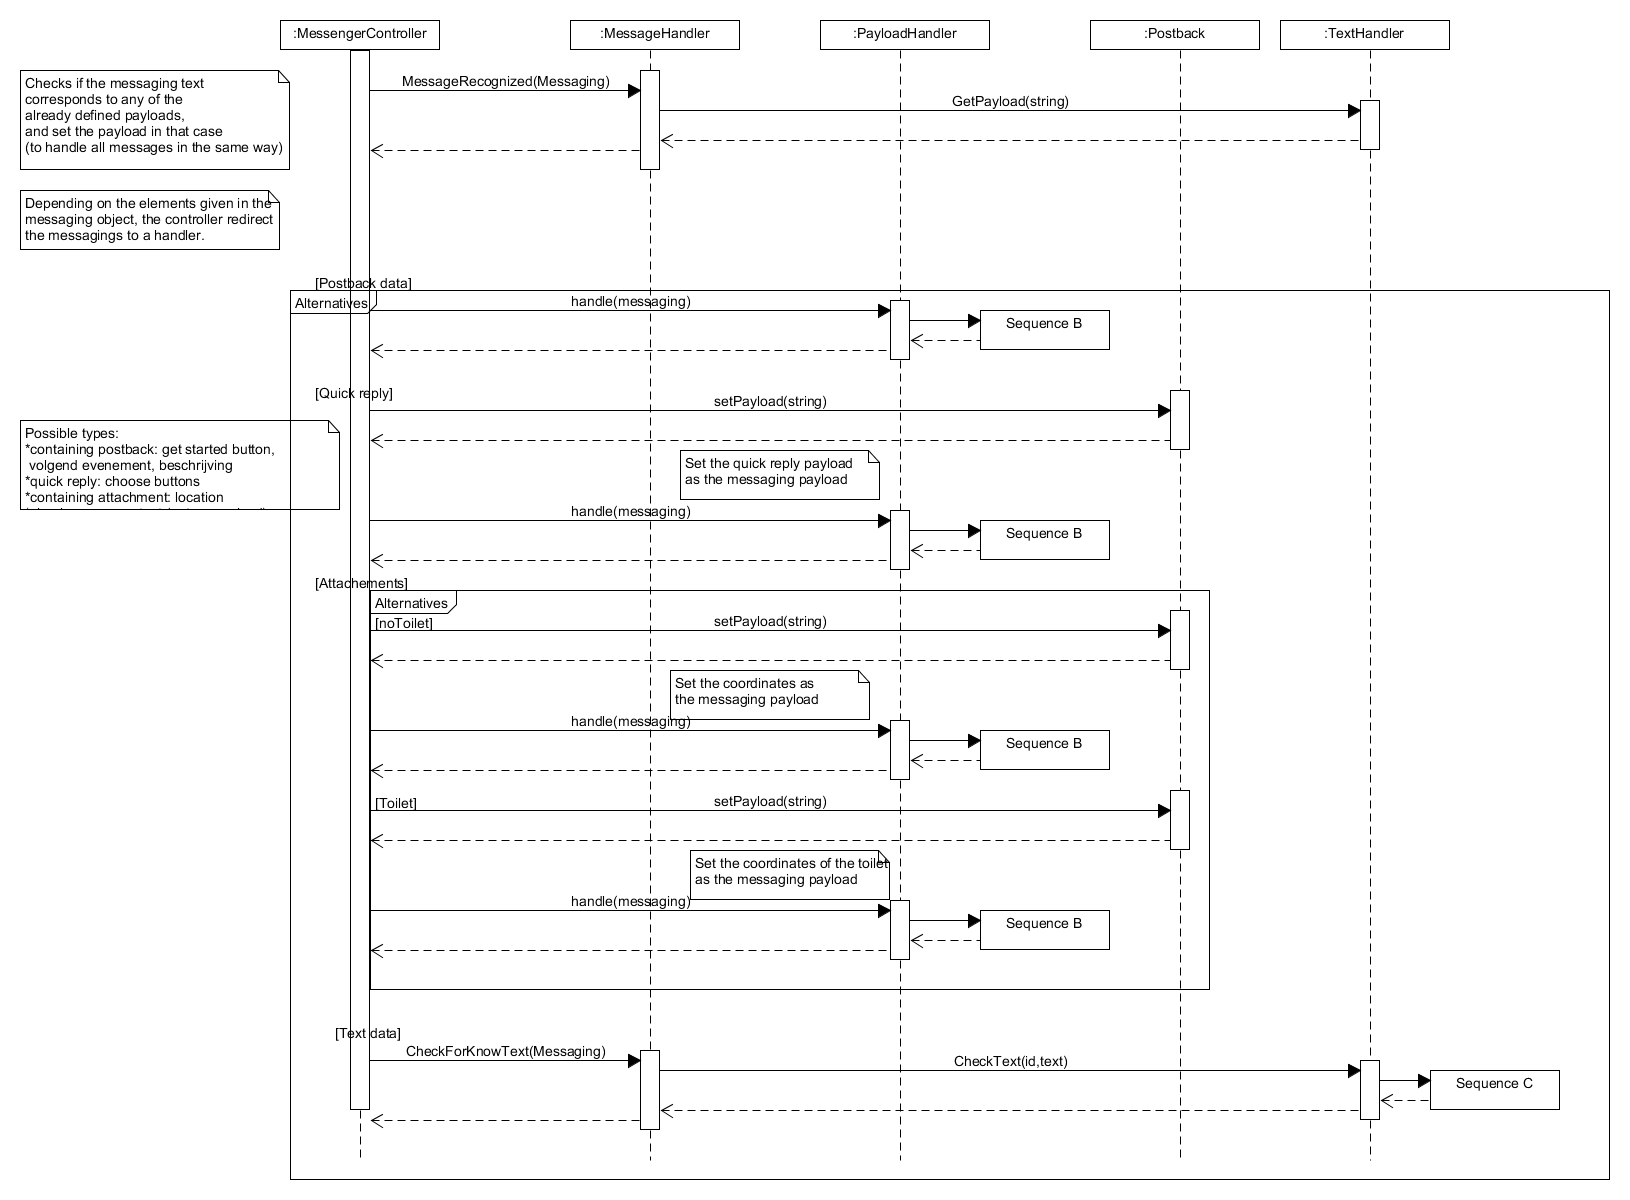 :MessengerController
:MessageHandler
:PayloadHandler
:Postback
:TextHandler
Checks if the messaging text
corresponds to any of the
already defined payloads,
and set the payload in that case
(to handle all messages in the same way)
MessageRecognized(Messaging)
GetPayload(string)
Depending on the elements given in the
messaging object, the controller redirect
the messagings to a handler.
[Postback data]
Alternatives
handle(messaging)
Sequence B
[Quick reply]
setPayload(string)
Possible types:
*containing postback: get started button,
volgend evenement, beschrijving
*quick reply: choose buttons
*containing attachment: location
Set the quick reply payload
as the messaging payload
handle(messaging)
Sequence B
[Attachements]
Alternatives
[noToilet]
setPayload(string)
Set the coordinates as
the messaging payload
handle(messaging)
Sequence B
[Toilet]
setPayload(string)
Set the coordinates of the toilet
as the messaging payload
handle(messaging)
Sequence B
[Text data]
CheckForKnowText(Messaging)
CheckText(id,text)
Sequence C